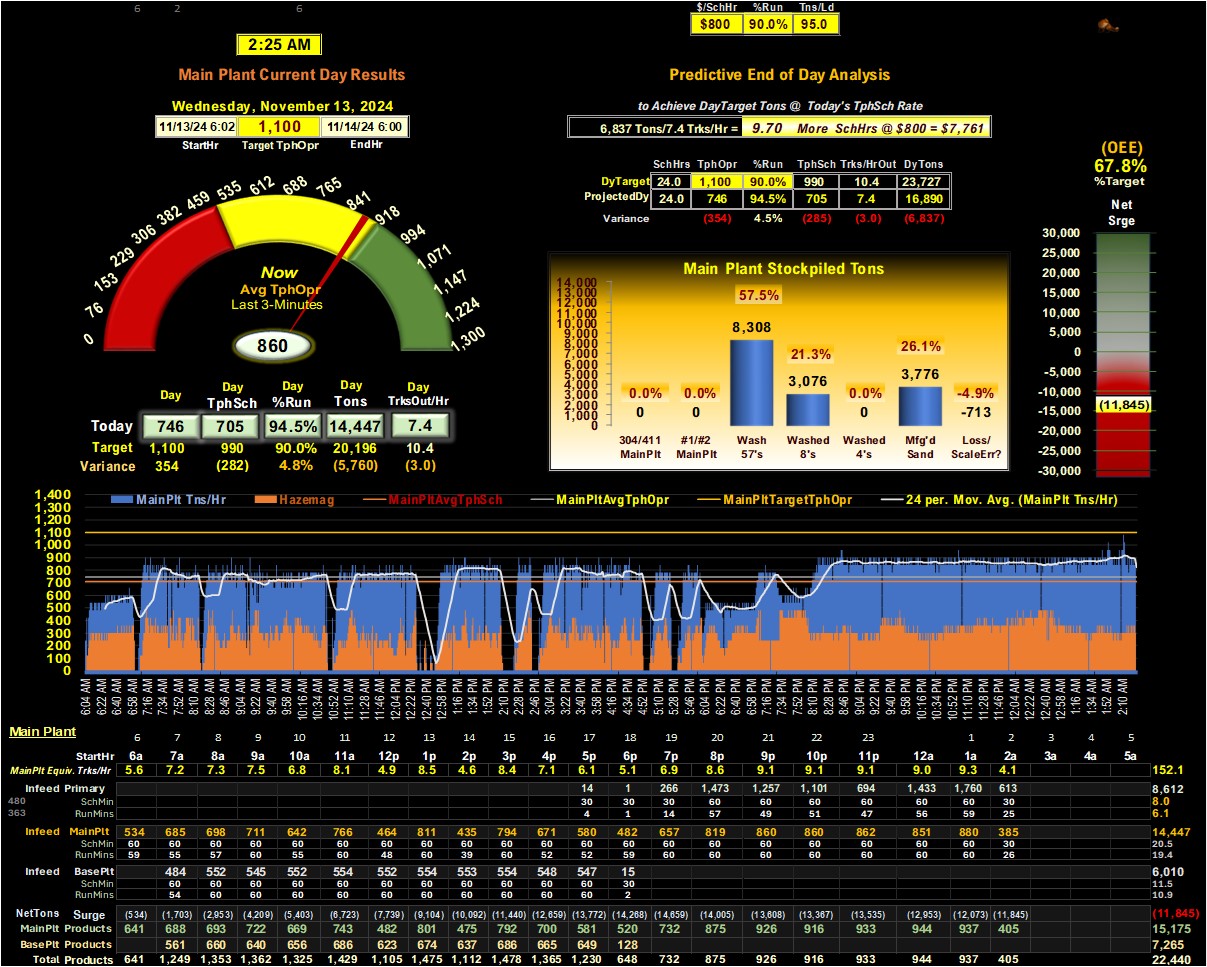 6 2 6
$/SchHr %Run Tns/Ld
$800 90.0% 95.0
2:25 AM
Main Plant Current Day Results
Wednesday, November 13, 2024
11/13/24 6:02 1,100 11/14/24 6:00
StartHr Target TphOpr EndHr
0 76 153 229 306 382 459 535 612 688 765 841 918 994 1,071 1,147 1,224 1,300
Now
Avg TphOpr
Last 3-Minutes
860
Day Day TphSch Day %Run Day Tons Day TrksOut/Hr
Today 746 705 94.5% 14,447 7.4
Target 1,100 990 90.0% 20,196 10.4
Variance 354 (282) 4.8% (5,760) (3.0)
Predictive End of Day Analysis
to Achieve DayTarget Tons @ Today's TphSch Rate
6,837 Tons/7.4 Trks/Hr = 9.70 More SchHrs @ $800 = $7,761
SchHrs TphOpr %Run TphSch Trks/HrOut DyTons
DyTarget 24.0 1,100 90.0% 990 10.4 23,727
ProjectedDy 24.0 746 94.5% 705 7.4 16,890
Variance (354) 4.5% (285) (3.0) (6,837)
Main Plant Stockpiled Tons
14,000
13,000
12,000
11,000
10,000
9,000
8,000
7,000
6,000
5,000
4,000
3,000
2,000
1,000
0
0.0% 0.0% 57.5% 21.3% 0.0% 26.1% -4.9%
0 0 8,308 3,076 0 3,776 -713
304/411 #1/#2 Wash Washed Washed Mfg'd Loss/
MainPlt MainPlt 57's 8's 4's Sand ScaleErr?
(OEE)
67.8%
%Target
Net
Srge
30,000
25,000
20,000
15,000
10,000
5,000
0
-5,000
-10,000
(11,845)
-15,000
-20,000
-25,000
-30,000
MainPlt Tns/Hr Hazemag MainPltAvgTphSch MainPltAvgTphOpr MainPltTargetTphOpr 24 per. Mov. Avg. (MainPlt Tns/Hr)
1,400
1,300
1,100
1,000
900
800
700
600
500
400
300
200
100
0
6:04 AM 6:22 AM 6:40 AM 6:58 AM 7:16 AM 7:34 AM 7:52 AM 8:10 AM 8:28 AM 8:46 AM 9:04 AM 9:22 AM 9:40 AM 9:58 AM 10:16 AM 10:34 AM 10:52 AM 11:10 AM 11:28 AM 11:46 AM 12:04 PM 12:22 PM 12:40 PM 12:58 PM 1:16 PM 1:34 PM 1:52 PM 2:10 PM 2:28 PM 2:46 PM 3:04 PM 3:22 PM 3:40 PM 3:58 PM 4:16 PM 4:34 PM 4:52 PM 5:10 PM 5:28 PM 5:46 PM 6:04 PM 6:22 PM 6:40 PM 6:58 PM 7:16 PM 7:34 PM 7:52 PM 8:10 PM 8:28 PM 8:46 PM 9:04 PM 9:22 PM 9:40 PM 9:58 PM 10:16 PM 10:34 PM 10:52 PM 11:10 PM 11:28 PM 11:46 PM 12:04 AM 12:22 AM 12:40 AM 12:58 AM 1:16 AM 1:34 AM 1:52 AM 2:10 AM
Main Plant 6 7 8 9 10 11 12 13 14 15 16 17 18 19 20 21 22 23 1 2 3 4 5
StartHr 6a 7a 8a 9a 10a 11a 12p 1p 2p 3p 4p 5p 6p 7p 8p 9p 10p 11p 12a 1a 2a 3a 4a 5a
MainPlt Equiv. Trks/Hr 5.6 7.2 7.3 7.5 6.8 8.1 4.9 8.5 4.6 8.4 7.1 6.1 5.1 6.9 8.6 9.1 9.1 9.1 9.0 9.3 4.1 152.1
Infeed Primary 14 1 266 1,473 1,257 1,101 694 1,433 1,760 613 8,612
480 SchMin 30 30 30 60 60 60 60 60 60 30 8.0
363 RunMins 4 1 14 57 49 51 47 56 59 25 6.1
Infeed MainPlt 534 685 698 711 642 766 464 811 435 794 671 580 482 657 819 860 860 862 851 880 385 14,447
SchMin 60 60 60 60 60 60 60 60 60 60 60 60 60 60 60 60 60 60 60 60 30 20.5
RunMins 59 55 57 60 55 60 48 60 39 60 52 52 59 60 60 60 60 60 60 60 26 19.4
Infeed BasePlt 484 552 545 552 554 552 554 553 554 548 547 15 6,010
SchMin 60 60 60 60 60 60 60 60 60 60 60 30 11.5
RunMins 54 60 60 60 60 60 60 60 60 60 60 2 10.9
NetTons Surge (534) (1,703) (2,953) (4,209) (5,403) (6,723) (7,739) (9,104) (10,092) (11,440) (12,659) (13,772) (14,268) (14,659) (14,005) (13,608) (13,367) (13,535) (12,953) (12,073) (11,845) (11,845)
MainPlt Products 641 688 693 722 669 743 482 801 475 792 700 581 520 732 875 926 916 933 944 937 405 15,175
BasePlt Products 561 660 640 656 686 623 674 637 686 665 649 128 7,265
Total Products 641 1,249 1,353 1,362 1,325 1,429 1,105 1,475 1,112 1,478 1,365 1,230 648 732 875 926 916 933 944 937 405 22,440